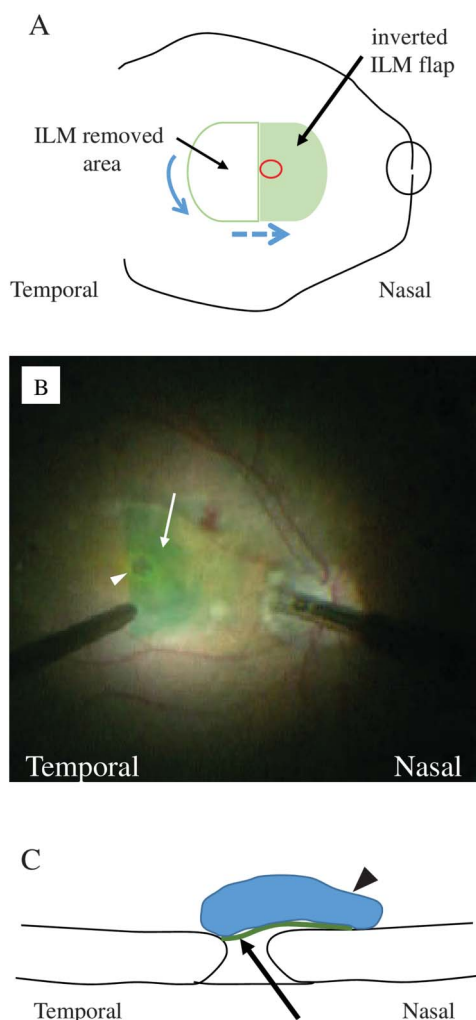 A
inverted
ILM flap
ILM removed
area
Temporal
Nasal
B
Temporal
Nasal
C
Temporal
Nasal